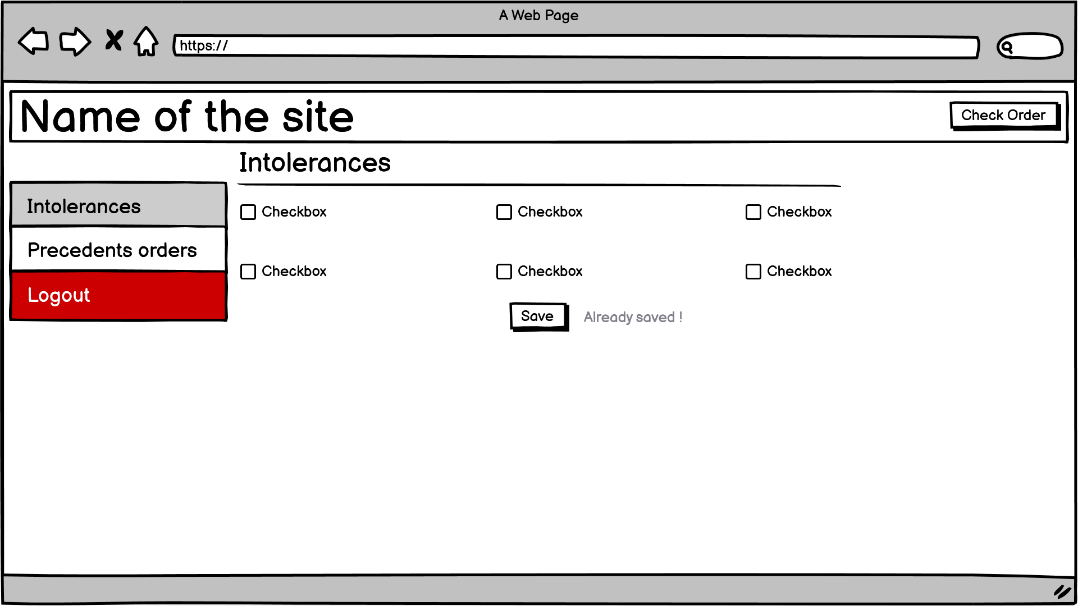 A Web Page
https://
Name of the site
Check Order
Intolerances
Intolerances
Precedents orders
Logout
Checkbox Checkbox Checkbox
Checkbox Checkbox Checkbox
Save Already saved !